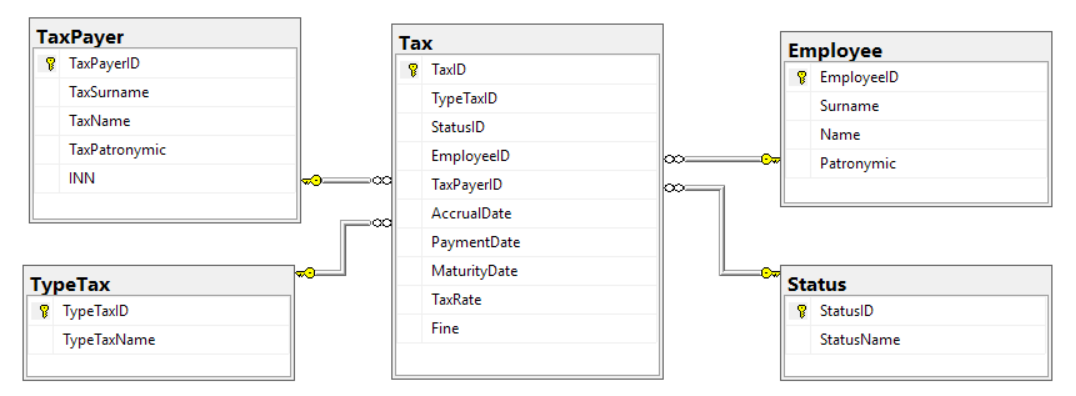 TaxPayer
TaxPayerID
TaxSurname
TaxName
TaxPatronymic
INN
TypeTax
TypeTaxID
TypeTaxName
Tax
TaxID
TypeTaxID
StatusID
EmployeeID
TaxPayerID
AccrualDate
PaymentDate
MaturityDate
TaxRate
Fine
Employee
EmployeeID
Surname
Name
Patronymic
Status
StatusID
StatusName